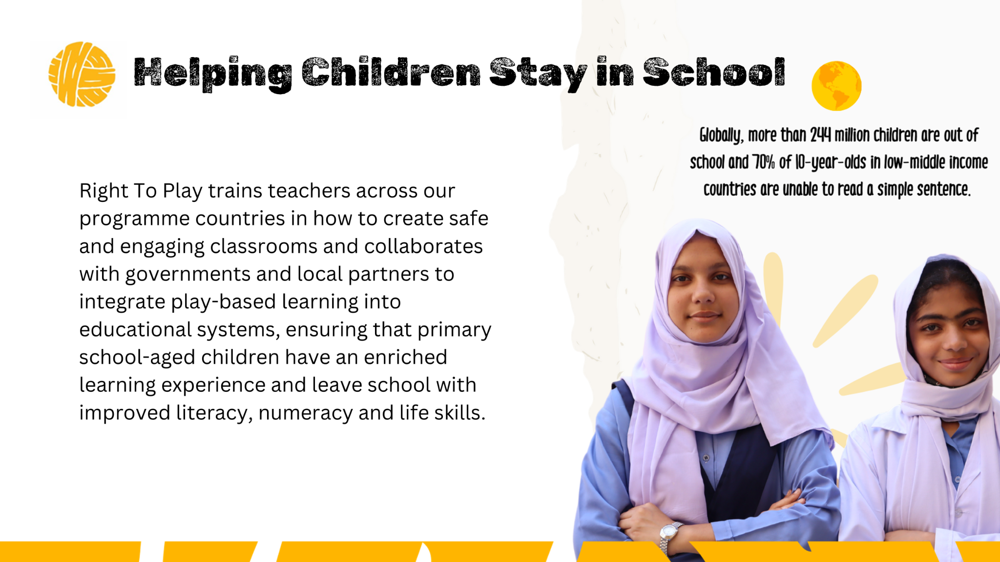 Helping Children Stay in School
Globally, more than 244 million children are out of
school and 70% of 10-year-olds in low-middle income
countries are unable to read a simple sentence.
Right To Play trains teachers across our
programme countries in how to create safe
and engaging classrooms and collaborates
with governments and local partners to
integrate play-based learning into
educational systems, ensuring that primary
school-aged children have an enriched
learning experience and leave school with
improved literacy, numeracy and life skills.